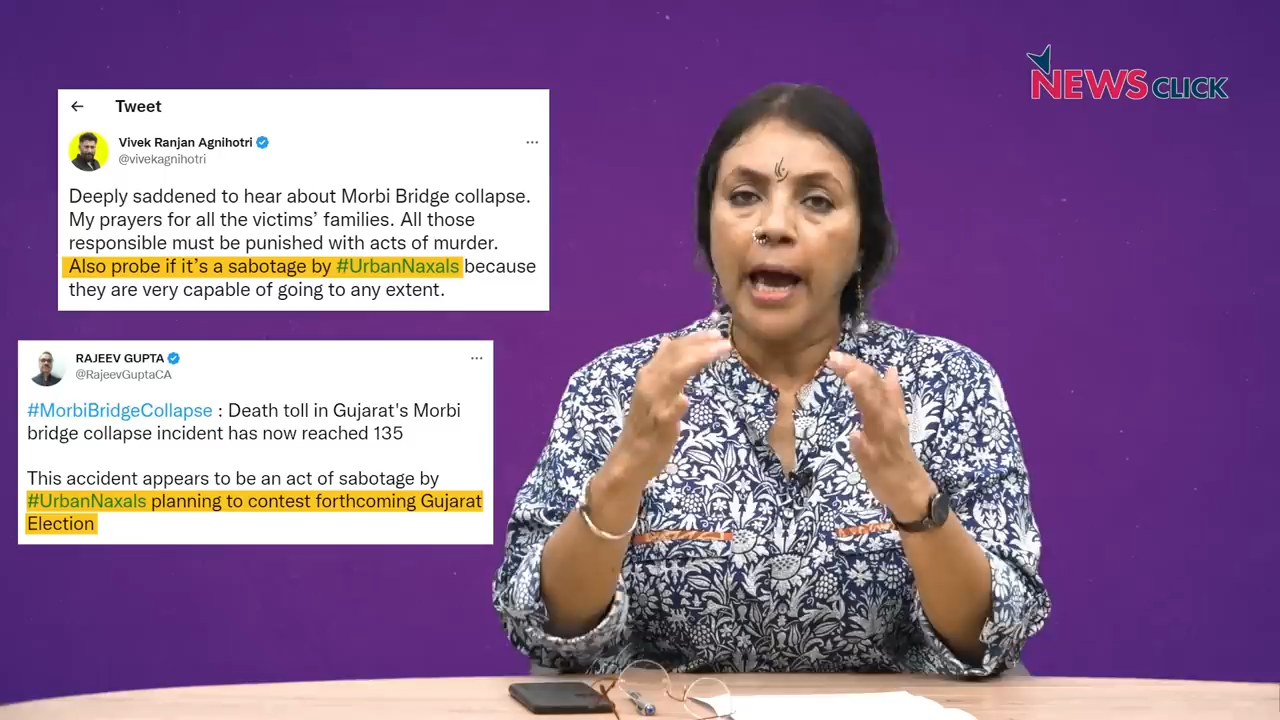 NEWS CLICK
← Tweet
Vivek Ranjan Agnihotri
@vivekagnihotri
Deeply saddened to hear about Morbi Bridge collapse.
My prayers for all the victims’ families. All those
responsible must be punished with acts of murder.
Also probe if it’s a sabotage by #UrbanNaxals because
they are very capable of going to any extent.
RAJEEV GUPTA
@RajeevGuptaCA
#MorbiBridgeCollapse : Death toll in Gujarat's Morbi
bridge collapse incident has now reached 135
This accident appears to be an act of sabotage by
#UrbanNaxals planning to contest forthcoming Gujarat
Election